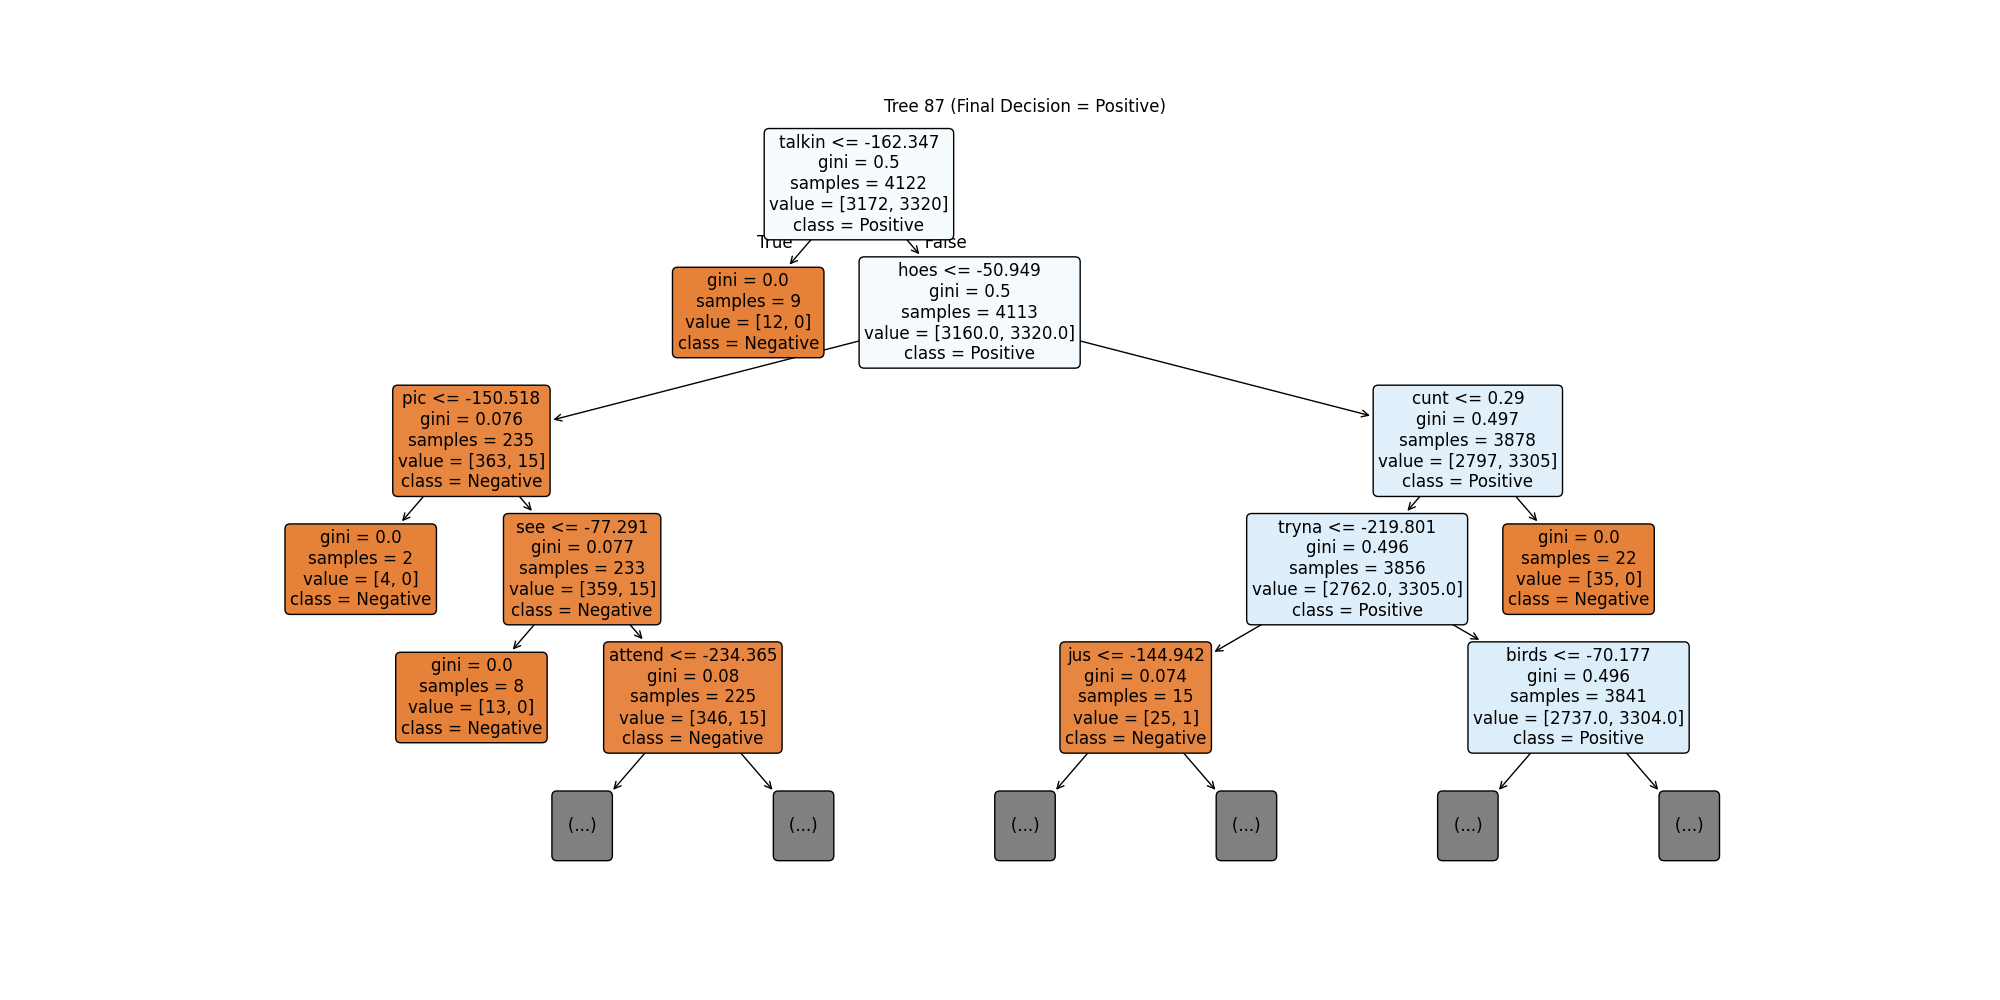 Tree 87 (Final Decision = Positive)
talkin <= -162.347
gini = 0.5
samples = 4122
value = [3172, 3320]
class = Positive
True
False
gini = 0.0
samples = 9
value = [12, 0]
class = Negative
hoes <= -50.949
gini = 0.5
samples = 4113
value = [3160.0, 3320.0]
class = Positive
pic <= -150.518
gini = 0.076
samples = 235
value = [363, 15]
class = Negative
cunt <= 0.29
gini = 0.497
samples = 3878
value = [2797, 3305]
class = Positive
gini = 0.0
samples = 2
value = [4, 0]
class = Negative
see <= -77.291
gini = 0.077
samples = 233
value = [359, 15]
class = Negative
tryna <= -219.801
gini = 0.496
samples = 3856
value = [2762.0, 3305.0]
class = Positive
gini = 0.0
samples = 22
value = [35, 0]
class = Negative
gini = 0.0
samples = 8
value = [13, 0]
class = Negative
attend <= -234.365
gini = 0.08
samples = 225
value = [346, 15]
class = Negative
jus <= -144.942
gini = 0.074
samples = 15
value = [25, 1]
class = Negative
birds <= -70.177
gini = 0.496
samples = 3841
value = [2737.0, 3304.0]
class = Positive
(...)
(...)
(...)
(...)
(...)
(...)